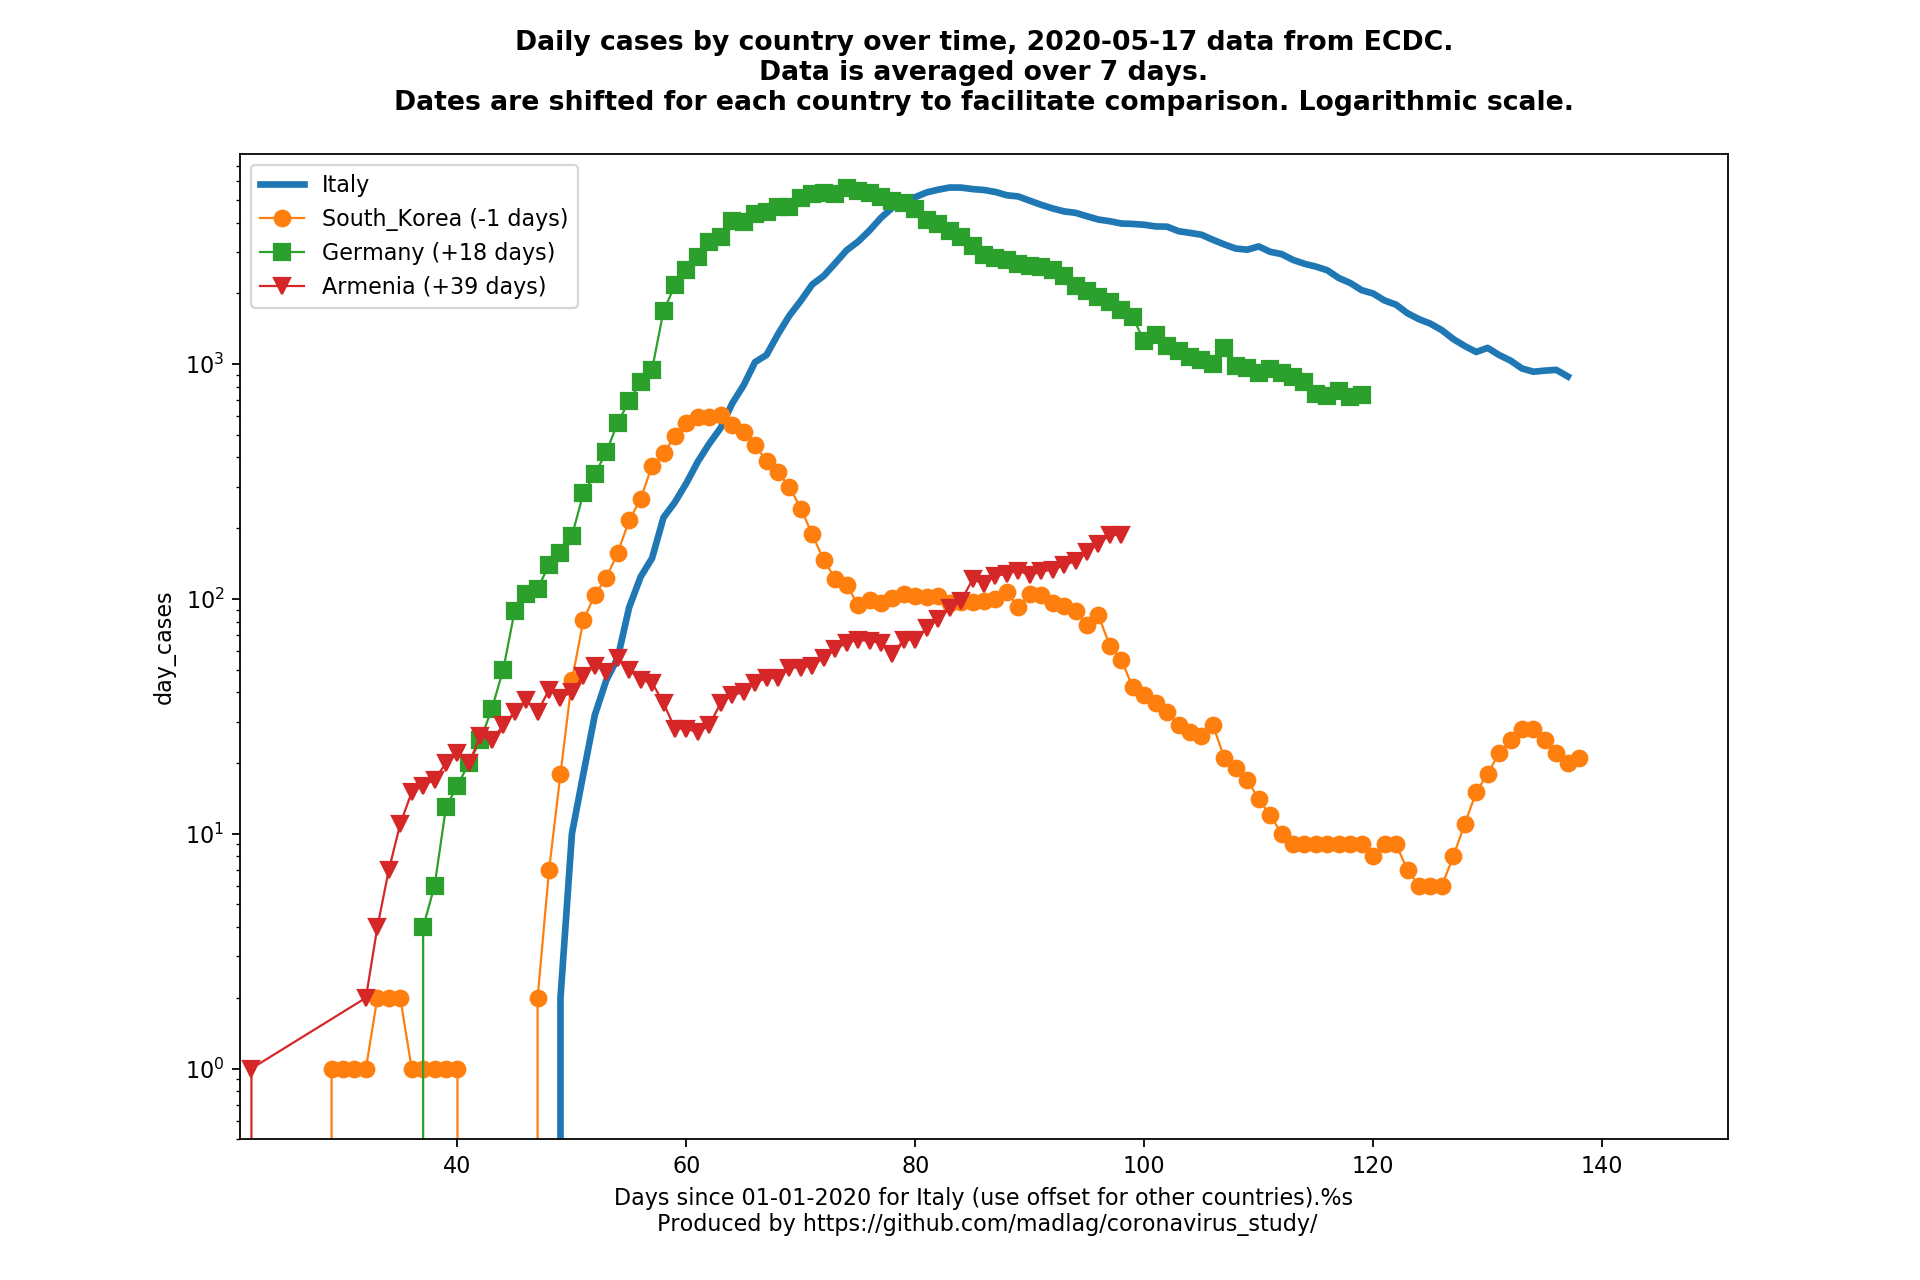 Daily cases by country over time, 2020-05-17 data from ECDC.
Data is averaged over 7 days.
Dates are shifted for each country to facilitate comparison. Logarithmic scale.
Italy
South_Korea (-1 days)
Germany (+18 days)
Armenia (+39 days)
day_cases
10³
10²
10¹
10⁰
40 60 80 100 120 140
Days since 01-01-2020 for Italy (use offset for other countries).%s
Produced by https://github.com/madlag/coronavirus_study/